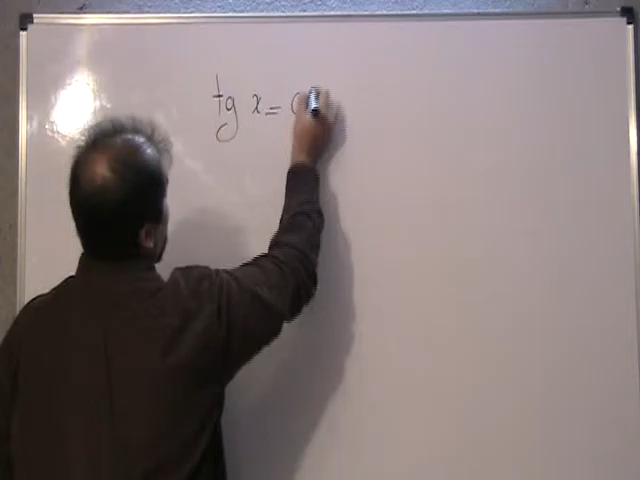 tg x =